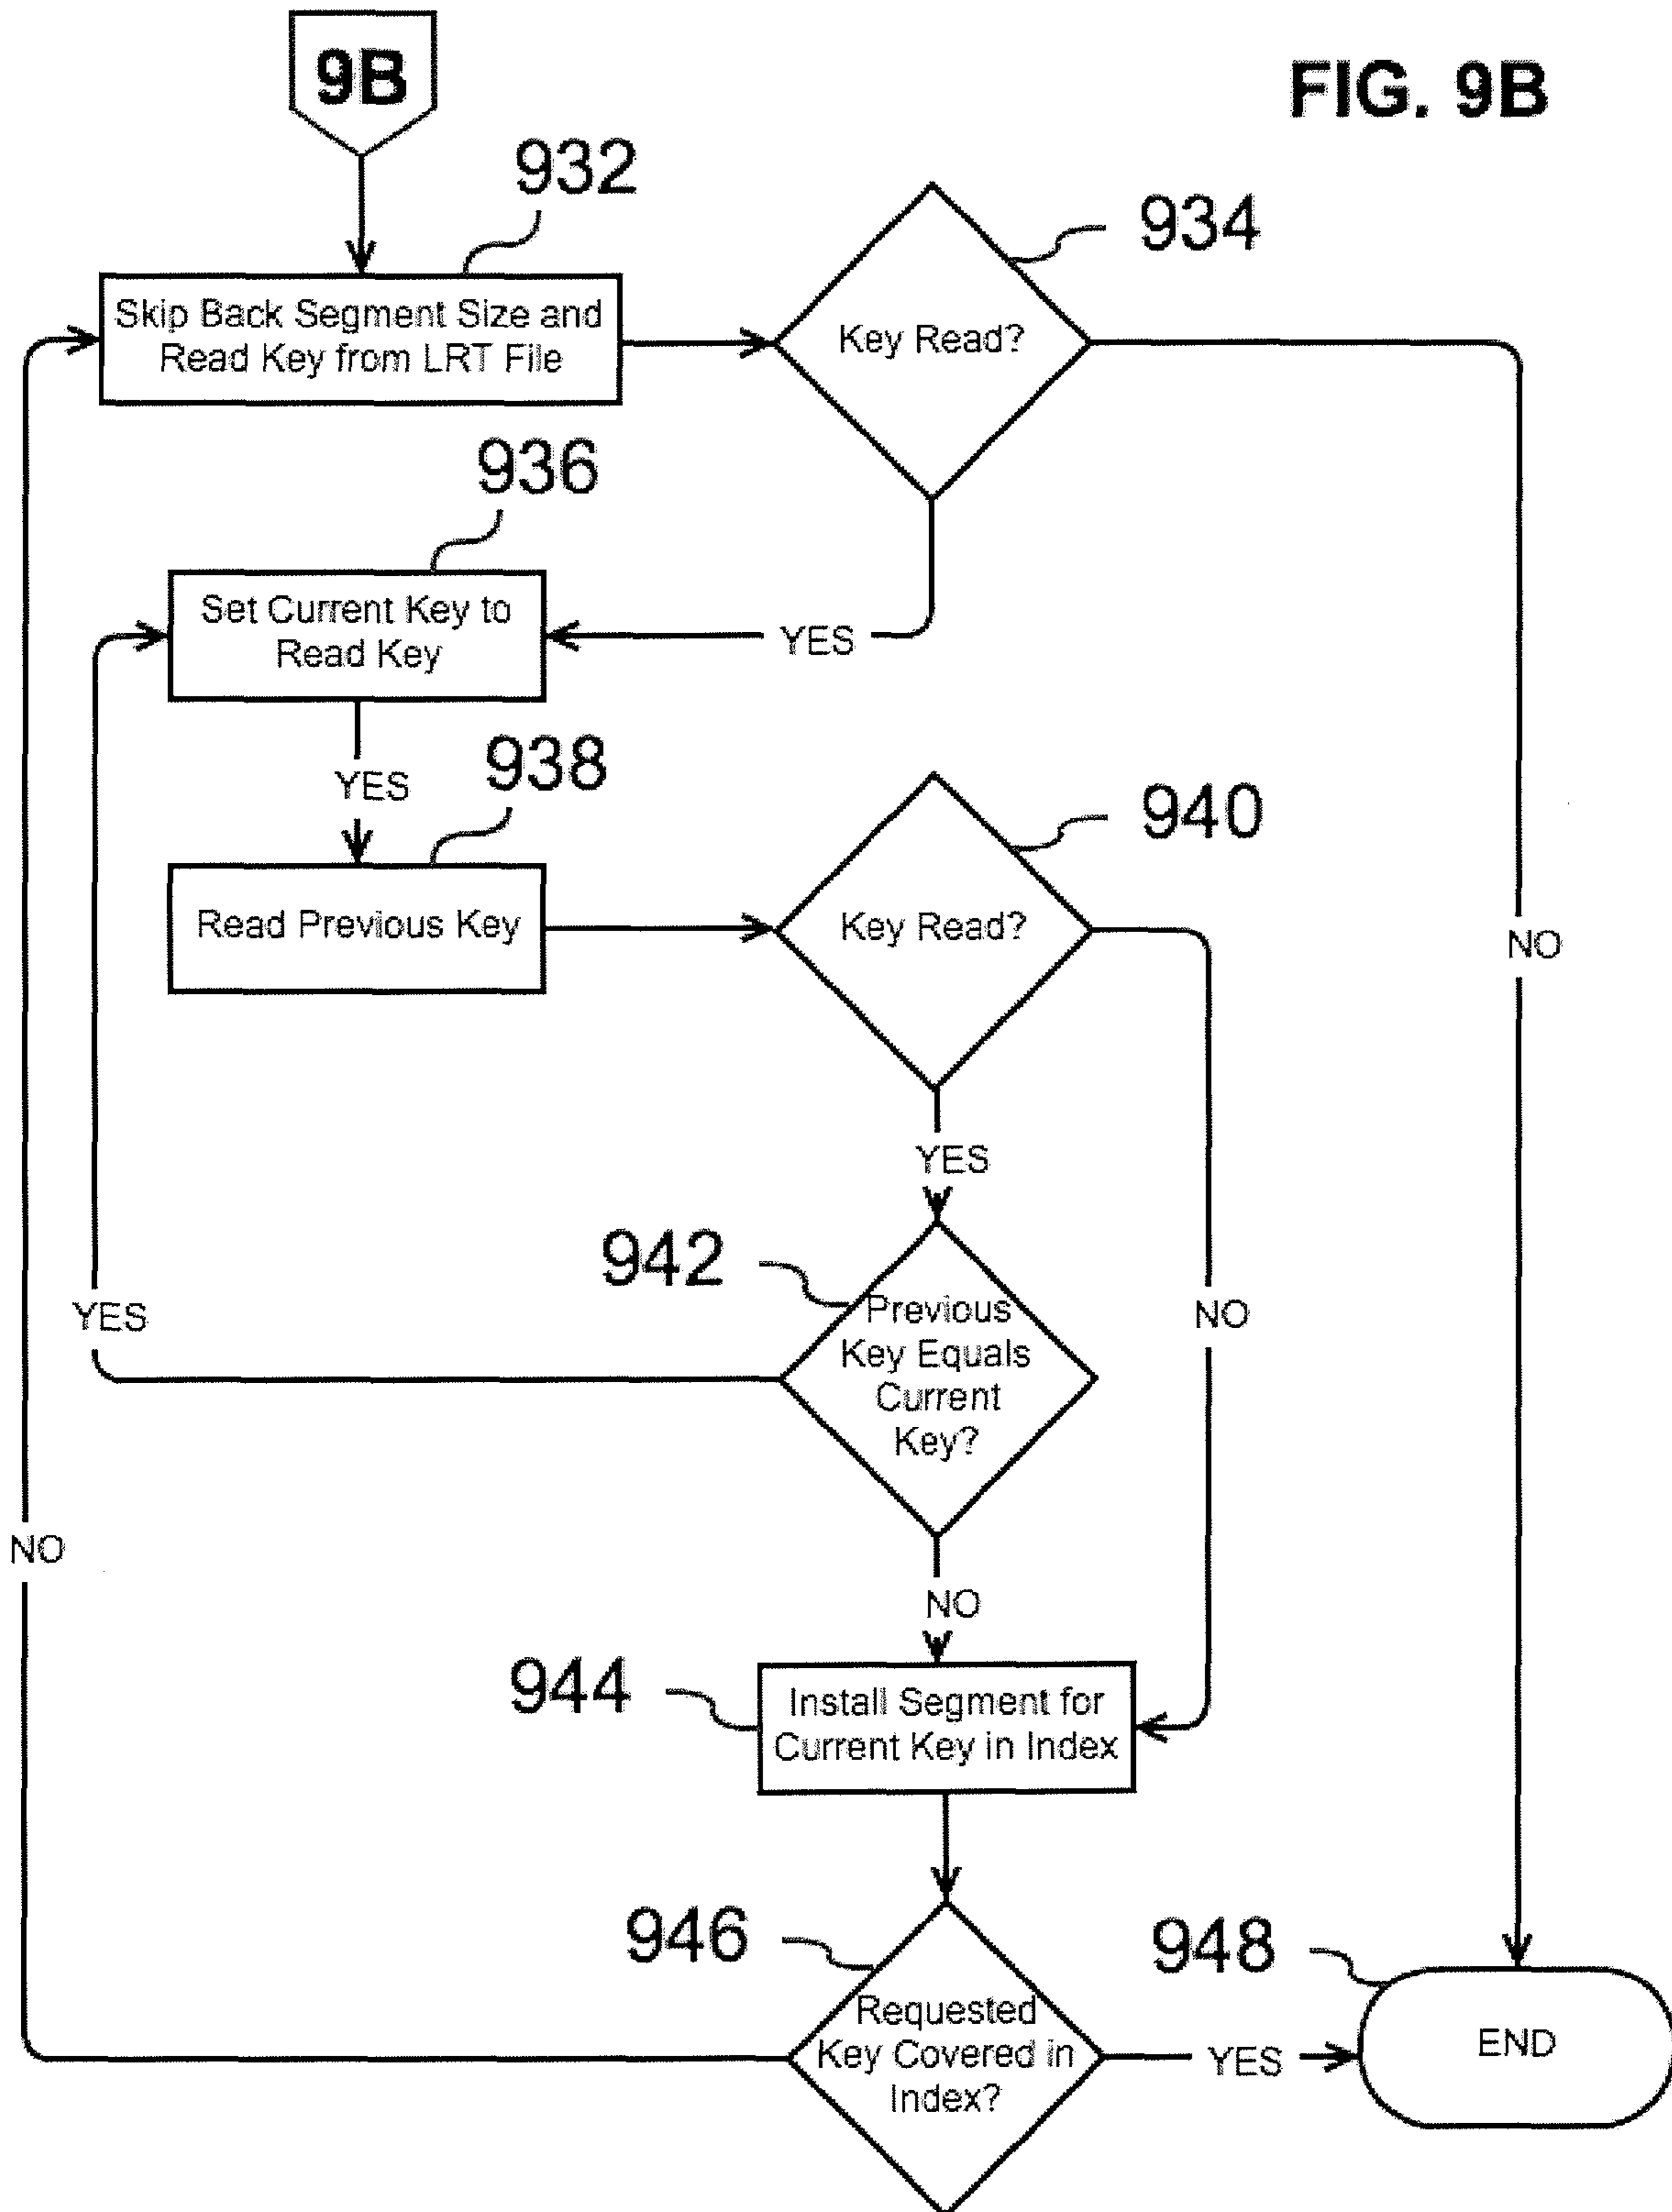 9B
FIG. 9B
932
934
Skip Back Segment Size and
Read Key from LRT File
Key Read?
936
Set Current Key to
Read Key
YES
YES
938
940
Read Previous Key
Key Read?
NO
YES
942
Previous
Key Equals
Current
Key?
YES
NO
NO
NO
944
Install Segment for
Current Key in Index
946
948
Requested
Key Covered in
Index?
YES
END